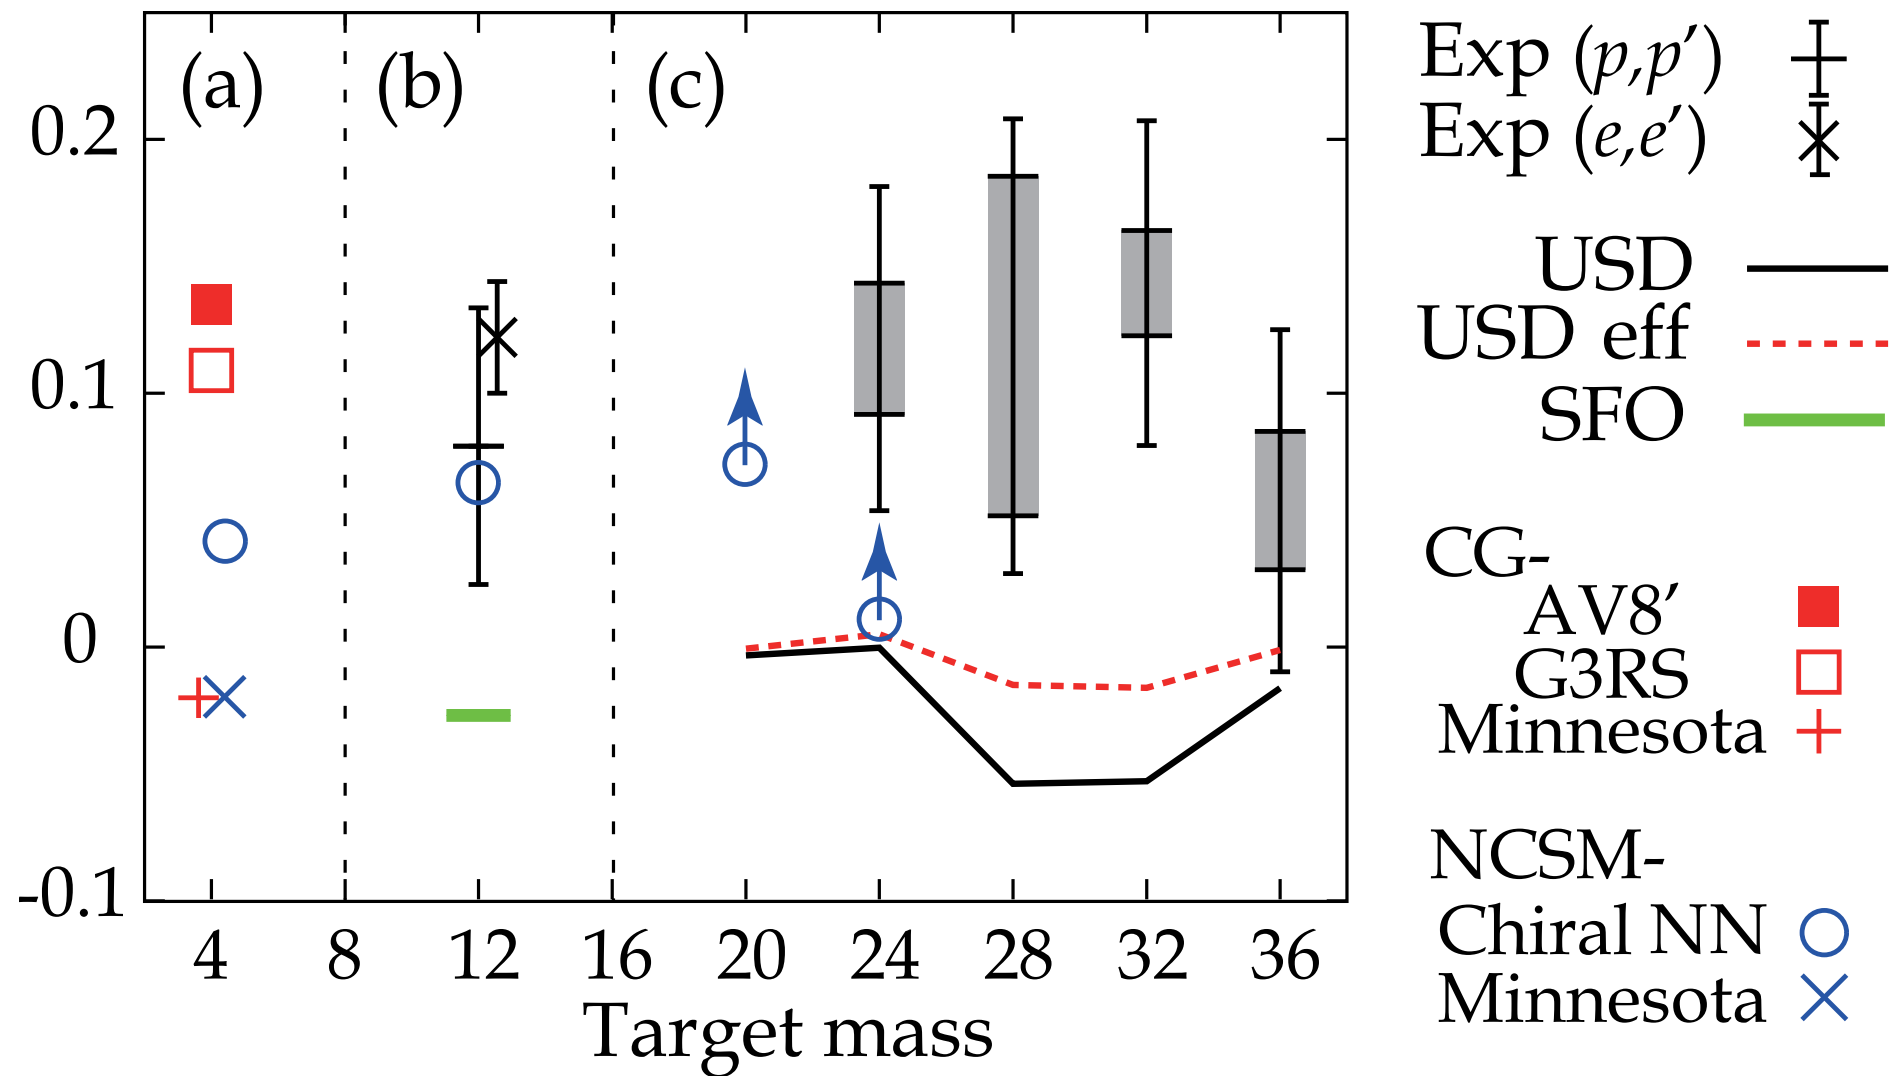 (a) (b) (c)
0.2
0.1
0
-0.1
4 8 12 16 20 24 28 32 36
Target mass
Exp (p,p′)
Exp (e,e′)
USD
USD eff
SFO
CG-
AV8′
G3RS
Minnesota
NCSM-
Chiral NN
Minnesota